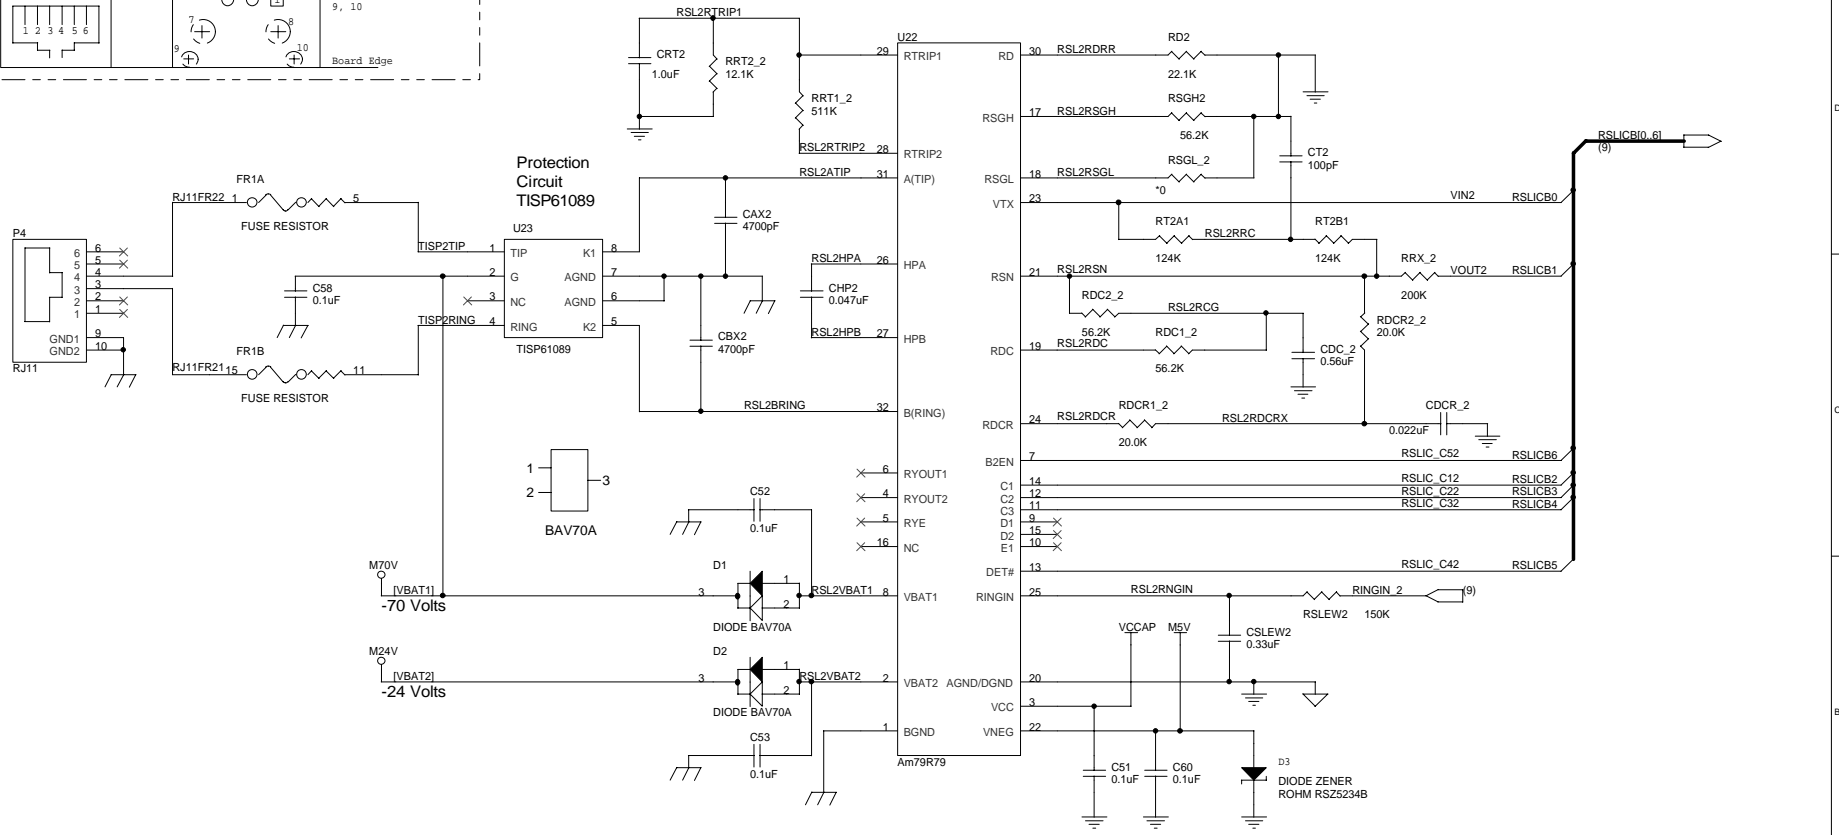 1 2 3 4 5 6
7
8
9
10
1
9, 10
Board Edge
D
C
B
RSL2RTRIP1
CRT2
1.0uF
RRT2_2
12.1K
RRT1_2
511K
RSL2RTRIP2
Protection
Circuit
TISP61089
FR1A
RJ11FR22 1
5
FUSE RESISTOR
P4
6
5
4
3
2
1
GND1
GND2
6
5
4
3
2
1
9
10
RJ11
C58
0.1uF
FR1B
RJ11FR21 15
11
FUSE RESISTOR
TISP2TIP
TISP2RING
U23
1 TIP
2 G
3 NC
4 RING
K1 8
AGND 7
AGND 6
K2 5
TISP61089
RSL2ATIP
CAX2
4700pF
CBX2
4700pF
RSL2BRING
RSL2HPA
CHP2
0.047uF
RSL2HPB
1
2
3
BAV70A
C52
0.1uF
M70V
[VBAT1]
-70 Volts
3
D1
1
2
DIODE BAV70A
RSL2VBAT1
M24V
[VBAT2]
-24 Volts
3
D2
1
2
DIODE BAV70A
RSL2VBAT2
C53
0.1uF
U22
29 RTRIP1
28 RTRIP2
31 A(TIP)
26 HPA
27 HPB
32 B(RING)
6 RYOUT1
4 RYOUT2
5 RYE
16 NC
8 VBAT1
2 VBAT2
1 BGND
RD 30
RSGH 17
RSGL 18
VTX 23
RSN 21
RDC 19
RDCR 24
B2EN 7
C1 14
C2 12
C3 11
D1 9
D2 15
E1 10
DET# 13
RINGIN 25
AGND/DGND 20
VCC 3
VNEG 22
Am79R79
RSL2RDRR
RD2
22.1K
RSL2RSGH
RSGH2
56.2K
RSL2RSGL
RSGL_2
*0
CT2
100pF
VIN2
RSLICB0
RT2A1
124K
RSL2RRC
RT2B1
124K
RSL2RSN
RRX_2
200K
VOUT2
RSLICB1
RDC2_2
56.2K
RSL2RCG
RSL2RDC
RDC1_2
56.2K
CDC_2
0.56uF
RDCR2_2
20.0K
RSL2RDCR
RDCR1_2
20.0K
RSL2RDCRX
CDCR_2
0.022uF
RSLIC_C52
RSLICB6
RSLIC_C12
RSLICB2
RSLIC_C22
RSLICB3
RSLIC_C32
RSLICB4
RSLIC_C42
RSLICB5
RSLICB[0..6]
(9)
RSL2RNGIN
RINGIN_2
(9)
RSLEW2
150K
CSLEW2
0.33uF
VCCAP
M5V
C51
0.1uF
C60
0.1uF
D3
DIODE ZENER
ROHM RSZ5234B